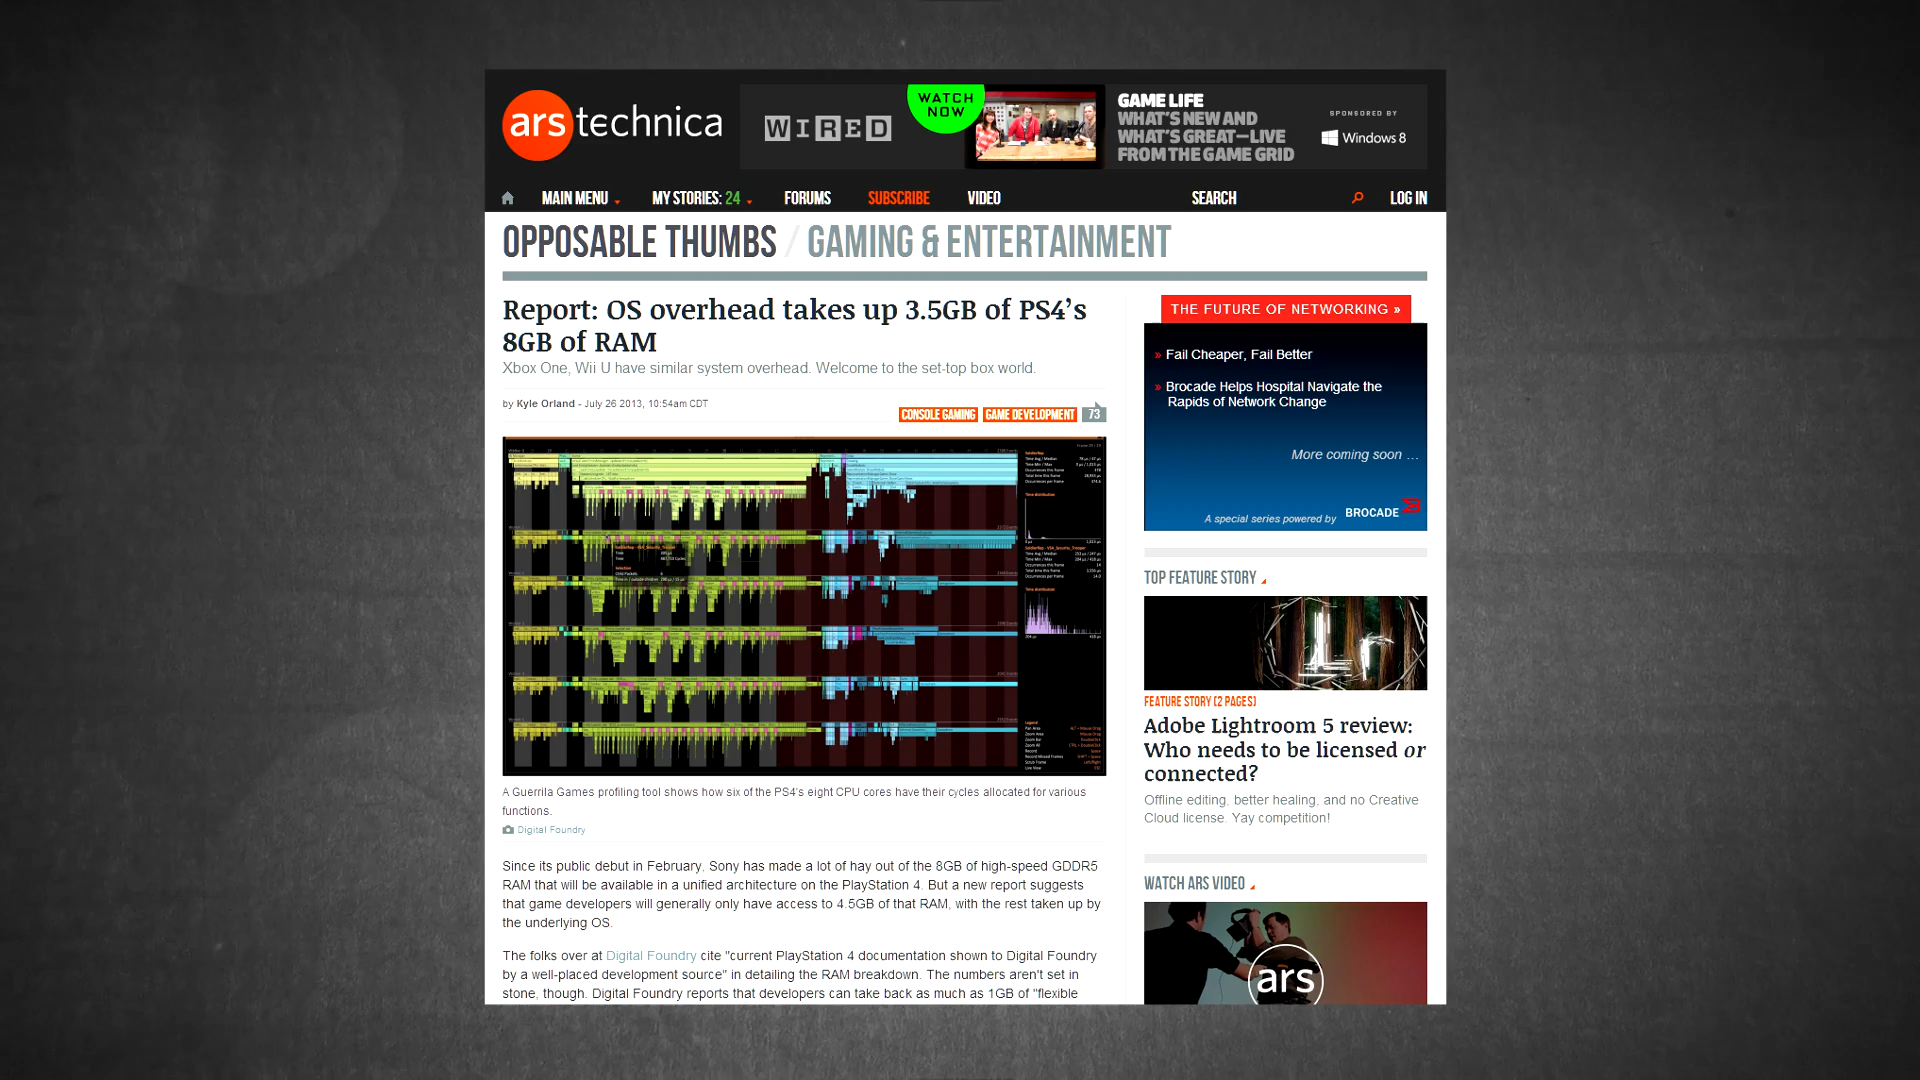 ars technica
WIRED
WATCH
NOW
GAME LIFE
WHAT'S NEW AND
WHAT'S GREAT—LIVE
FROM THE GAME GRID
SPONSORED BY
Windows 8
MAIN MENU
MY STORIES: 24
FORUMS
SUBSCRIBE
VIDEO
SEARCH
LOG IN
OPPOSABLE THUMBS / GAMING & ENTERTAINMENT
Report: OS overhead takes up 3.5GB of PS4's
8GB of RAM
Xbox One, Wii U have similar system overhead. Welcome to the set-top box world.
by Kyle Orland - July 26 2013, 10:54am CDT
CONSOLE GAMING
GAME DEVELOPMENT
73
A Guerrila Games profiling tool shows how six of the PS4's eight CPU cores have their cycles allocated for various
functions.
Digital Foundry
Since its public debut in February, Sony has made a lot of hay out of the 8GB of high-speed GDDR5
RAM that will be available in a unified architecture on the PlayStation 4. But a new report suggests
that game developers will generally only have access to 4.5GB of that RAM, with the rest taken up by
the underlying OS.
The folks over at Digital Foundry cite "current PlayStation 4 documentation shown to Digital Foundry
by a well-placed development source" in detailing the RAM breakdown. The numbers aren't set in
stone, though. Digital Foundry reports that developers can take back as much as 1GB of "flexible
THE FUTURE OF NETWORKING »
» Fail Cheaper, Fail Better
» Brocade Helps Hospital Navigate the
Rapids of Network Change
More coming soon ...
A special series powered by BROCADE
TOP FEATURE STORY
Lr
FEATURE STORY (2 PAGES)
Adobe Lightroom 5 review:
Who needs to be licensed or
connected?
Offline editing, better healing, and no Creative
Cloud license. Yay competition!
WATCH ARS VIDEO
ars